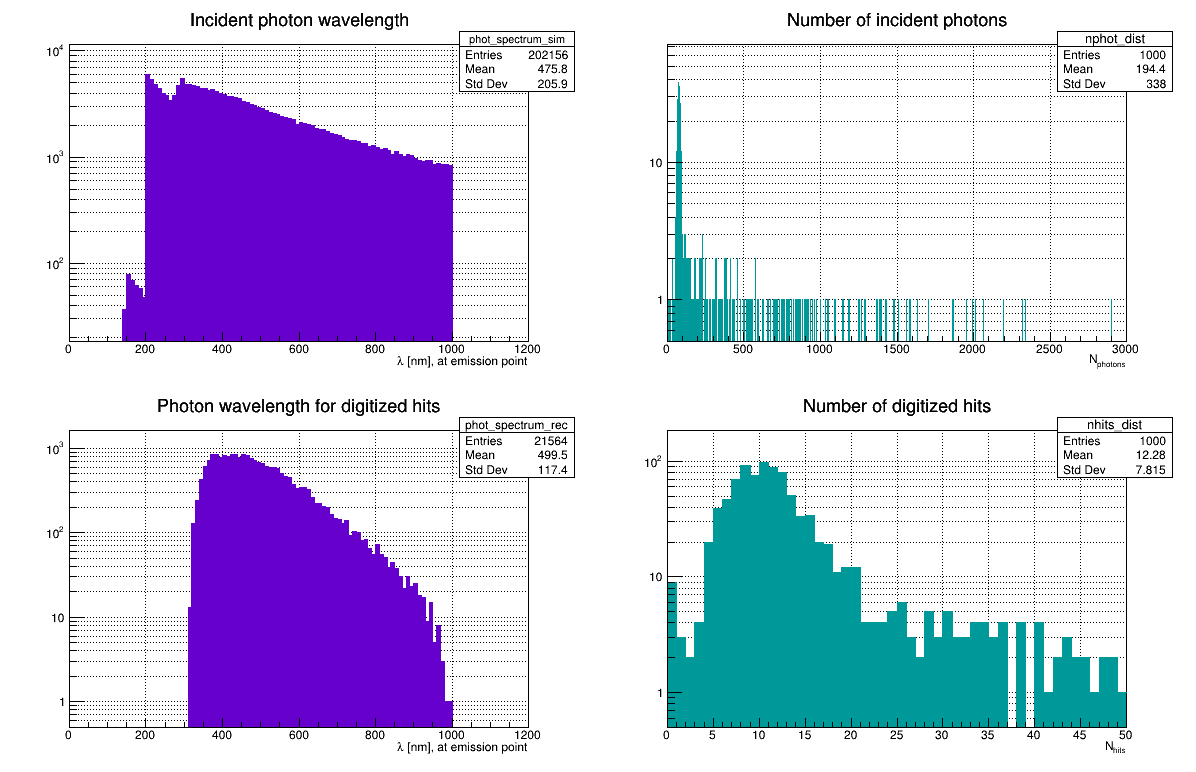 Incident photon wavelength
phot_spectrum_sim
Entries 202156
Mean 475.8
Std Dev 205.9
10^4
10^3
10^2
0 200 400 600 800 1000 1200
λ [nm], at emission point
Number of incident photons
nphot_dist
Entries 1000
Mean 194.4
Std Dev 338
10
1
0 500 1000 1500 2000 2500 3000
N_photons
Photon wavelength for digitized hits
phot_spectrum_rec
Entries 21564
Mean 499.5
Std Dev 117.4
10^3
10^2
10
1
0 200 400 600 800 1000 1200
λ [nm], at emission point
Number of digitized hits
nhits_dist
Entries 1000
Mean 12.28
Std Dev 7.815
10^2
10
1
0 5 10 15 20 25 30 35 40 45 50
N_hits